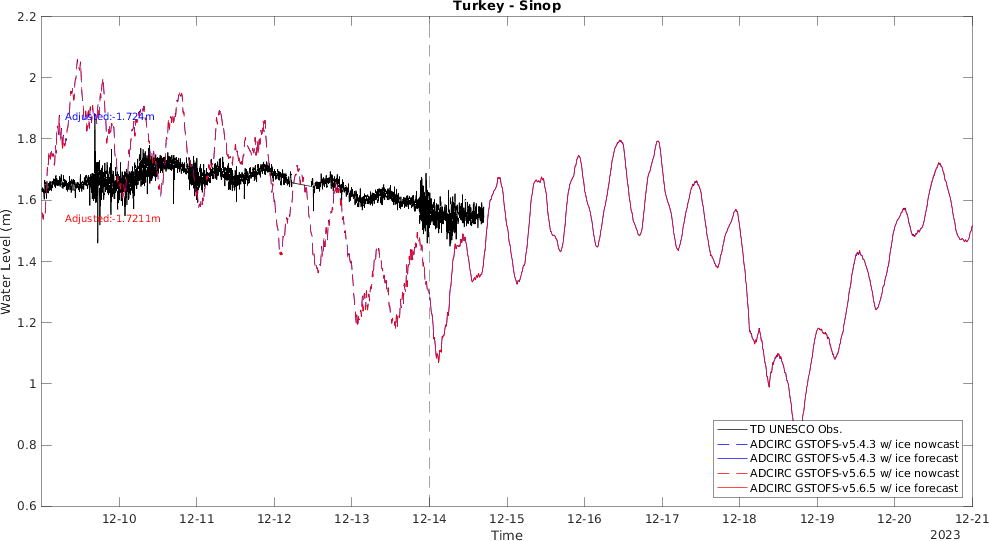 Turkey - Sinop
2.2
2
1.8
1.6
1.4
1.2
1
0.8
0.6
Water Level (m)
Adjusted:-1.724m
Adjusted:-1.7211m
TD UNESCO Obs.
ADCIRC GSTOFS-v5.4.3 w/ ice nowcast
ADCIRC GSTOFS-v5.4.3 w/ ice forecast
ADCIRC GSTOFS-v5.6.5 w/ ice nowcast
ADCIRC GSTOFS-v5.6.5 w/ ice forecast
12-10 12-11 12-12 12-13 12-14 12-15 12-16 12-17 12-18 12-19 12-20 12-21
Time
2023